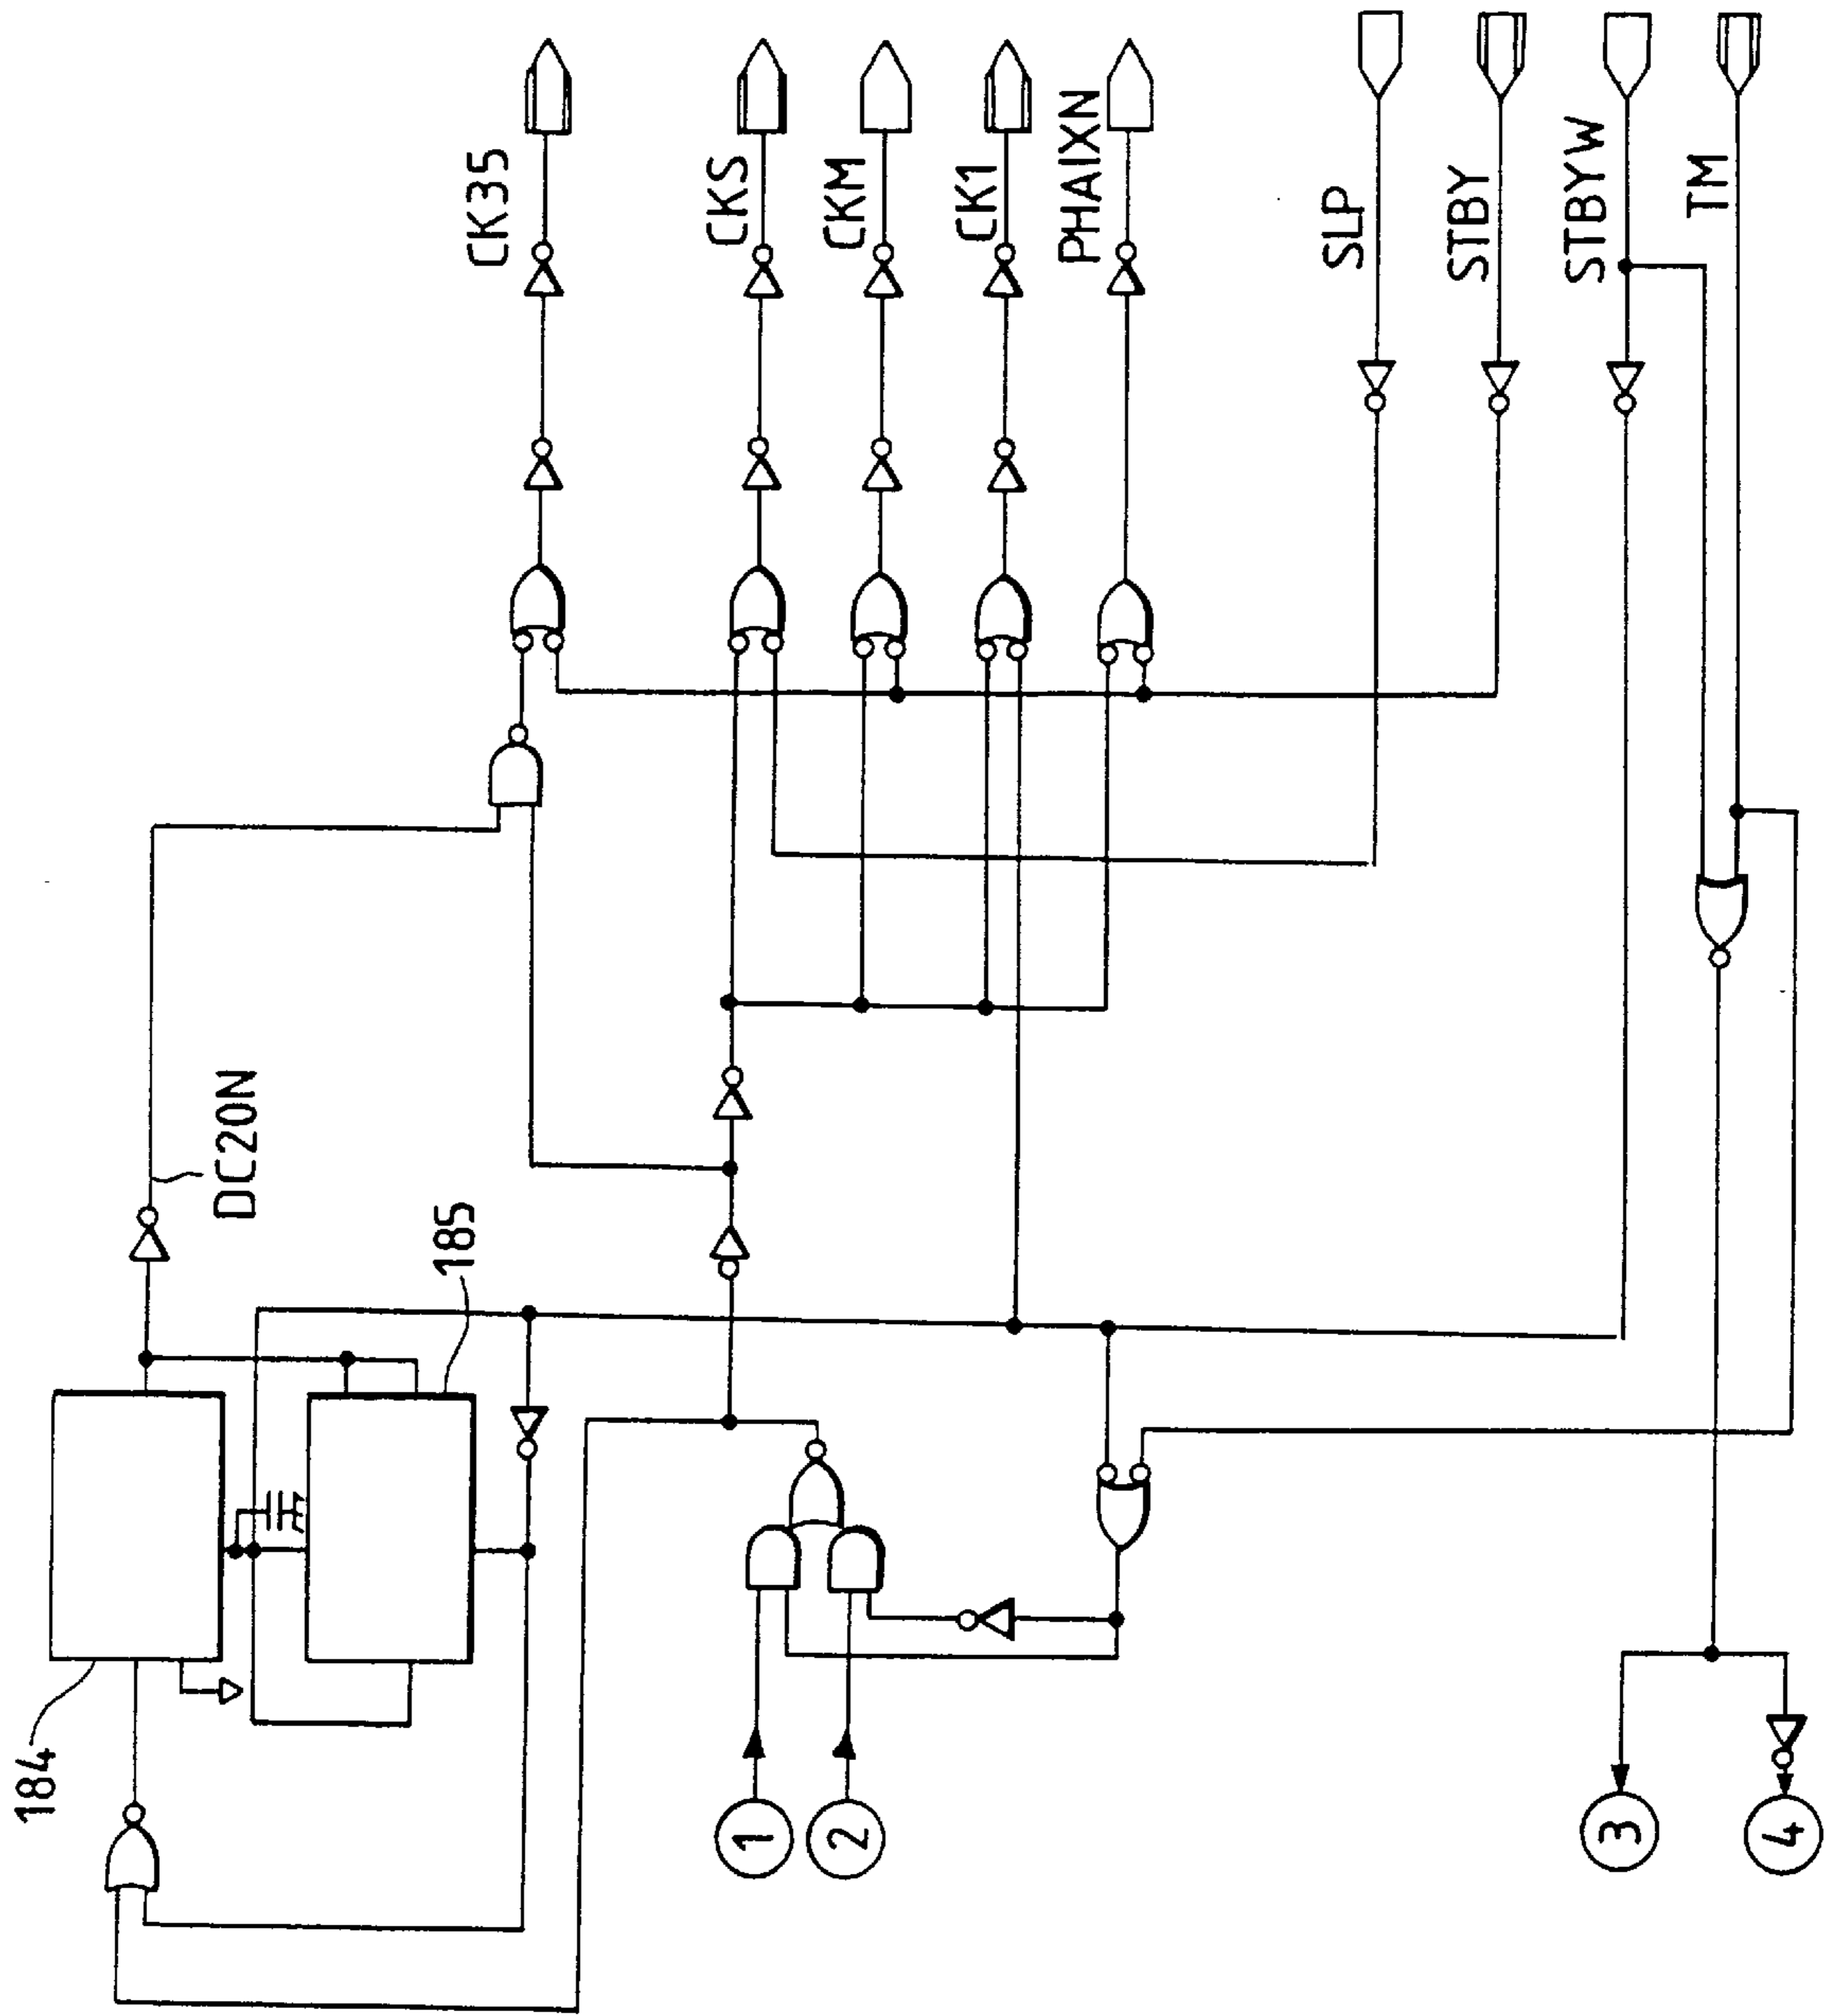 184
185
DC20N
CK35
CKS
CKM
CK1
PHAIXN
SLP
STBY
STBYW
TM
1
2
3
4